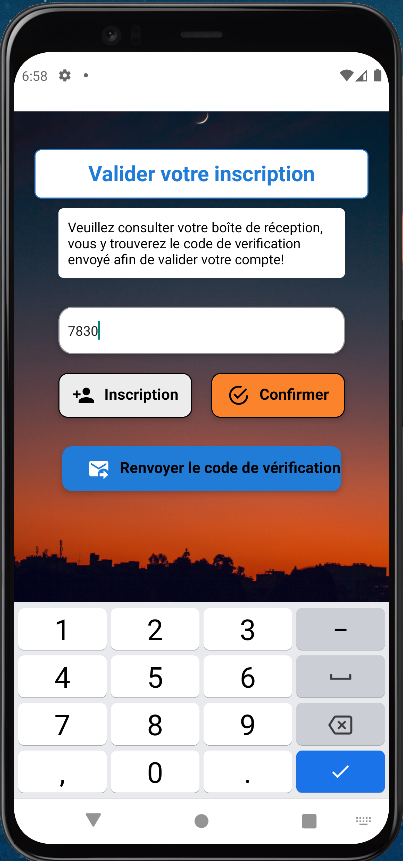 6:58
Valider votre inscription
Veuillez consulter votre boîte de réception,
vous y trouverez le code de verification
envoyé afin de valider votre compte!
7830
Inscription Confirmer
Renvoyer le code de vérification
1 2 3 –
4 5 6
7 8 9
, 0 .